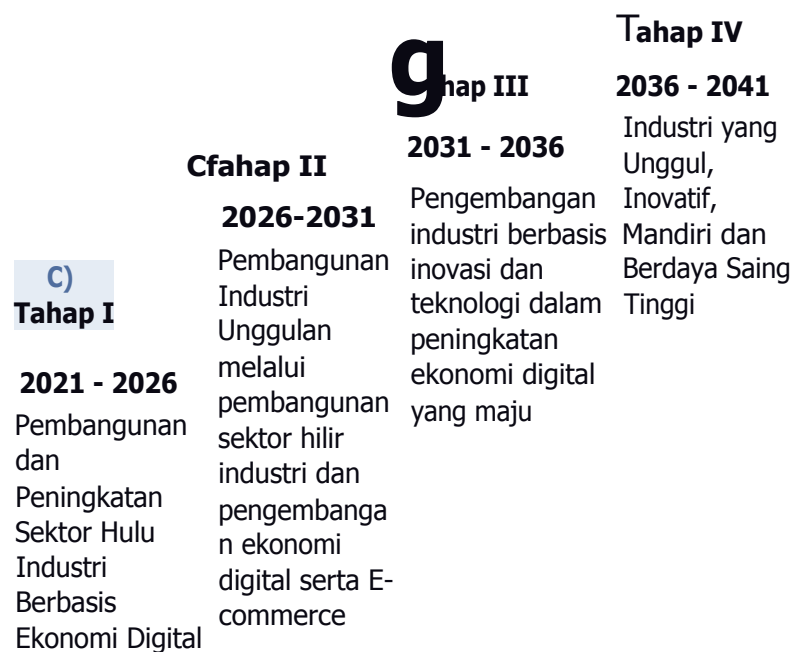 C)
Tahap I
2021 - 2026
Pembangunan
dan
Peningkatan
Sektor Hulu
Industri
Berbasis
Ekonomi Digital
Cfahap II
2026-2031
Pembangunan
Industri
Unggulan
melalui
pembangunan
sektor hilir
industri dan
pengembanga
n ekonomi
digital serta E-
commerce
g
hap III
2031 - 2036
Pengembangan
industri berbasis
inovasi dan
teknologi dalam
peningkatan
ekonomi digital
yang maju
Tahap IV
2036 - 2041
Industri yang
Unggul,
Inovatif,
Mandiri dan
Berdaya Saing
Tinggi